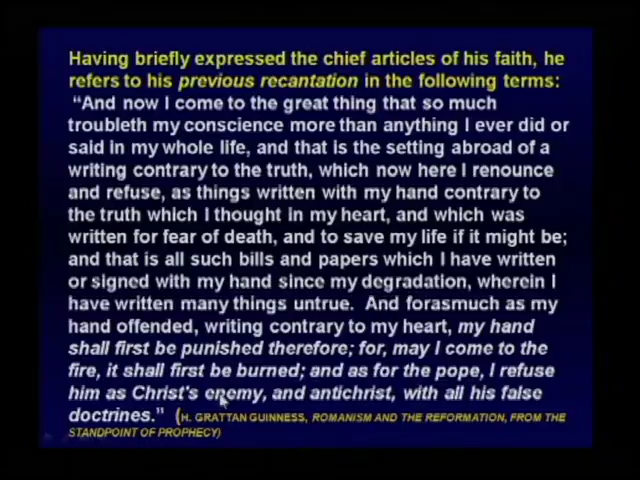 Having briefly expressed the chief articles of his faith, he
refers to his previous recantation in the following terms:
“And now I come to the great thing that so much
troubleth my conscience more than anything I ever did or
said in my whole life, and that is the setting abroad of a
writing contrary to the truth, which now here I renounce
and refuse, as things written with my hand contrary to
the truth which I thought in my heart, and which was
written for fear of death, and to save my life if it might be;
and that is all such bills and papers which I have written
or signed with my hand since my degradation, wherein I
have written many things untrue.  And forasmuch as my
hand offended, writing contrary to my heart, my hand
shall first be punished therefore; for, may I come to the
fire, it shall first be burned; and as for the pope, I refuse
him as Christ's enemy, and antichrist, with all his false
doctrines.” (H. GRATTAN GUINNESS, ROMANISM AND THE REFORMATION, FROM THE
STANDPOINT OF PROPHECY)